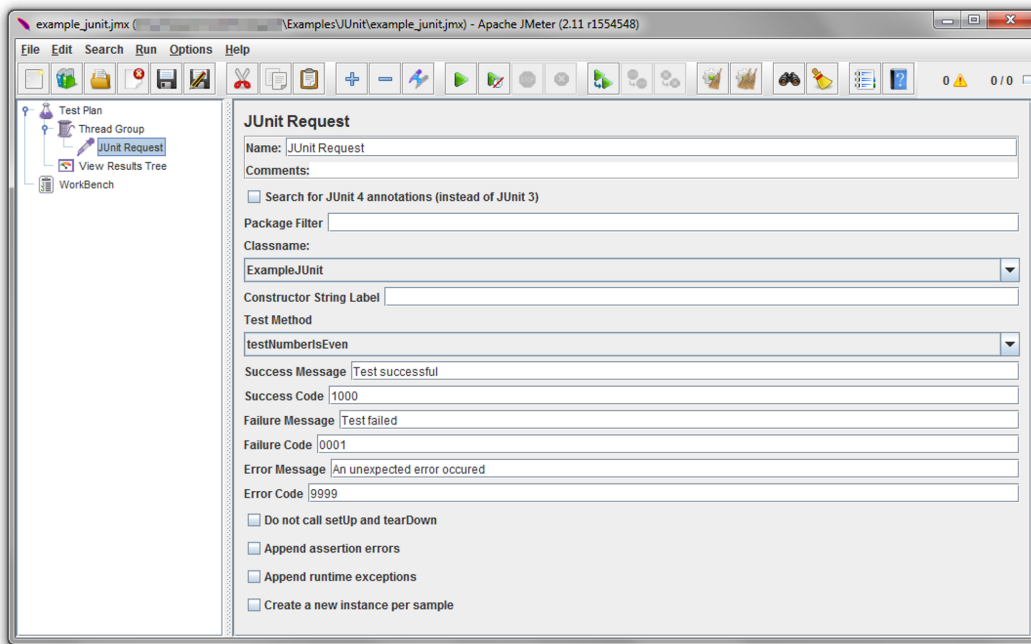 example_junit.jmx (\Examples\JUnit\example_junit.jmx) - Apache JMeter (2.11 r1554548)
File Edit Search Run Options Help
0 0 / 0
Test Plan
Thread Group
JUnit Request
View Results Tree
WorkBench
JUnit Request
Name: JUnit Request
Comments:
Search for JUnit 4 annotations (instead of JUnit 3)
Package Filter
Classname:
ExampleJUnit
Constructor String Label
Test Method
testNumberIsEven
Success Message Test successful
Success Code 1000
Failure Message Test failed
Failure Code 0001
Error Message An unexpected error occured
Error Code 9999
Do not call setUp and tearDown
Append assertion errors
Append runtime exceptions
Create a new instance per sample